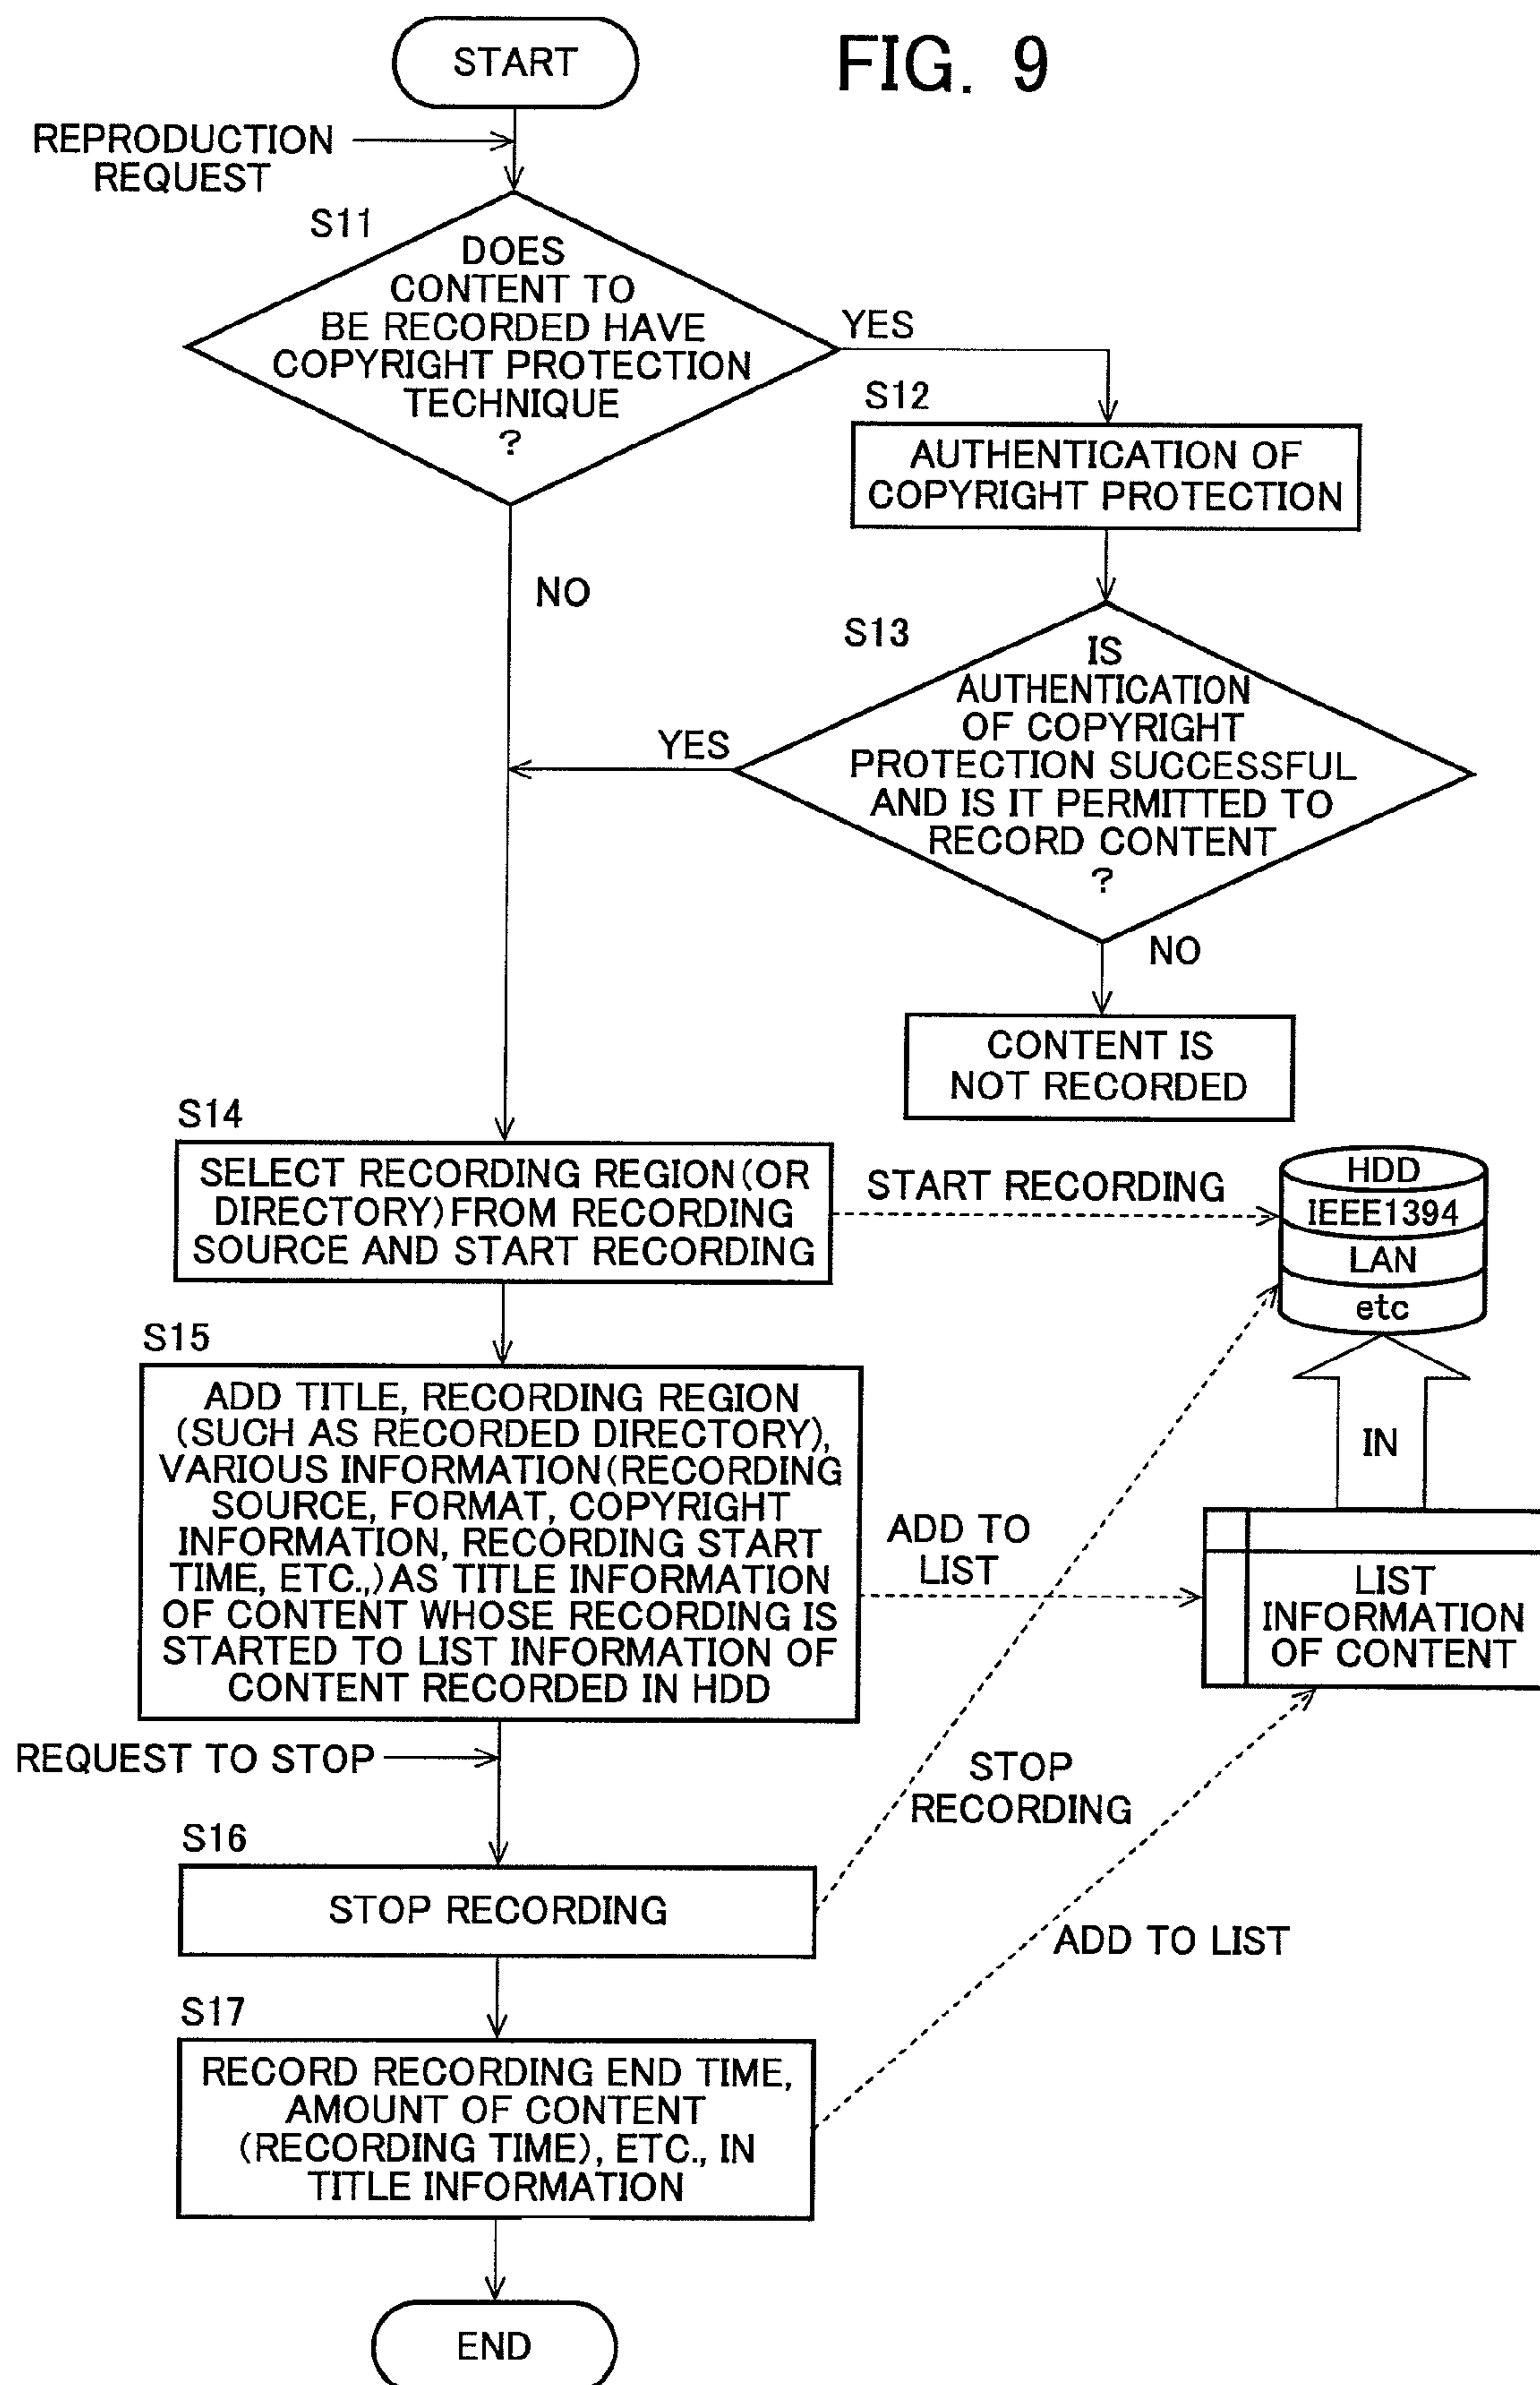 START
FIG. 9
REPRODUCTION
REQUEST
S11
DOES
CONTENT TO
BE RECORDED HAVE
COPYRIGHT PROTECTION
TECHNIQUE
?
YES
S12
AUTHENTICATION OF
COPYRIGHT PROTECTION
NO
S13
IS
AUTHENTICATION
OF COPYRIGHT
PROTECTION SUCCESSFUL
AND IS IT PERMITTED TO
RECORD CONTENT
?
YES
NO
CONTENT IS
NOT RECORDED
S14
SELECT RECORDING REGION(OR
DIRECTORY)FROM RECORDING
SOURCE AND START RECORDING
START RECORDING
HDD
IEEE1394
LAN
etc
S15
ADD TITLE, RECORDING REGION
(SUCH AS RECORDED DIRECTORY),
VARIOUS INFORMATION(RECORDING
SOURCE, FORMAT, COPYRIGHT
INFORMATION, RECORDING START
TIME, ETC.,)AS TITLE INFORMATION
OF CONTENT WHOSE RECORDING IS
STARTED TO LIST INFORMATION OF
CONTENT RECORDED IN HDD
IN
ADD TO
LIST
LIST
INFORMATION
OF CONTENT
REQUEST TO STOP
STOP
RECORDING
S16
STOP RECORDING
ADD TO LIST
S17
RECORD RECORDING END TIME,
AMOUNT OF CONTENT
(RECORDING TIME), ETC., IN
TITLE INFORMATION
END